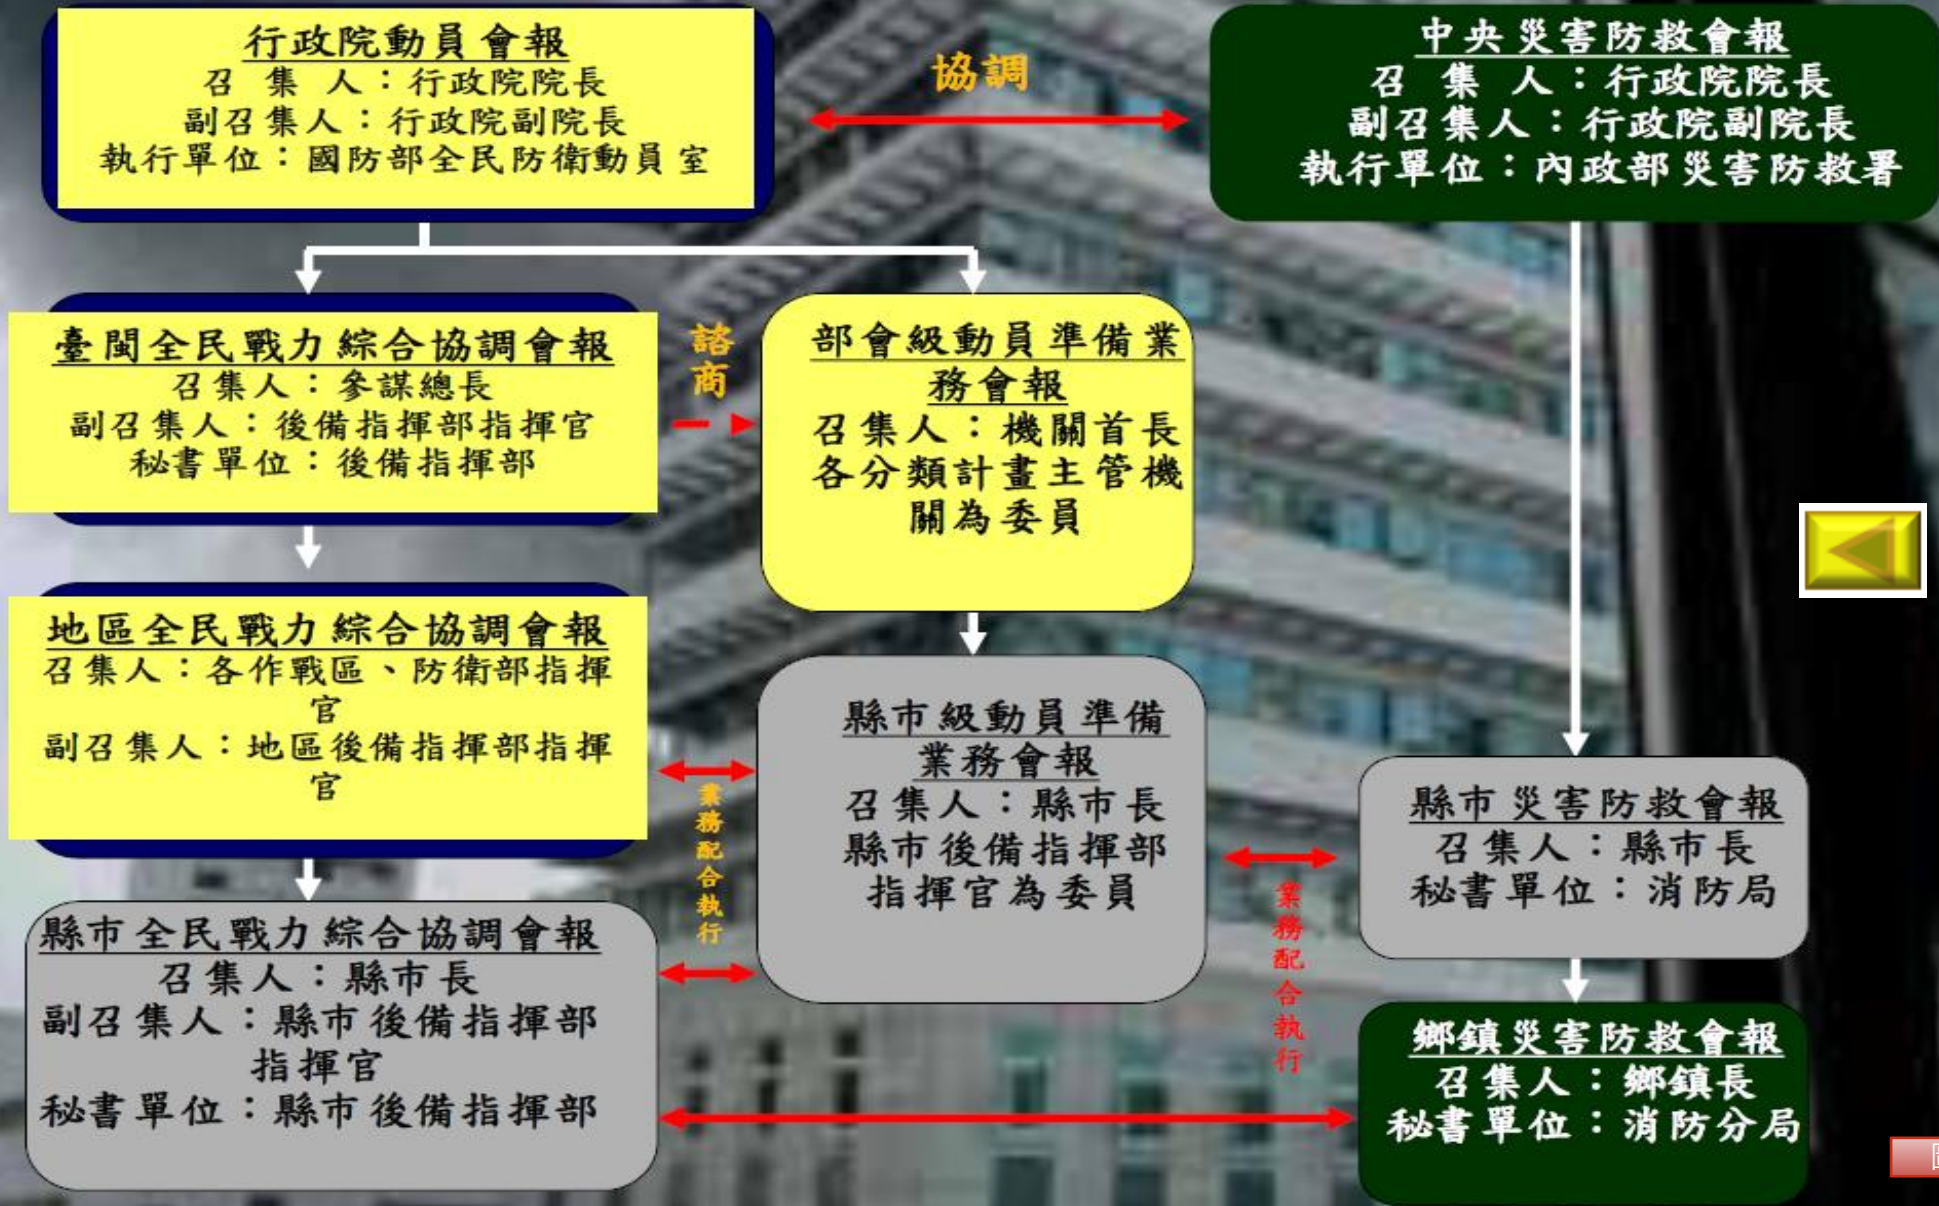 行政院動員會報
召 集 人：行政院院長
副召集人：行政院副院長
執行單位：國防部全民防衛動員室
協調
中央災害防救會報
召 集 人：行政院院長
副召集人：行政院副院長
執行單位：內政部災害防救署
臺閩全民戰力綜合協調會報
召集人：參謀總長
副召集人：後備指揮部指揮官
秘書單位：後備指揮部
諮
商
部會級動員準備業
務會報
召集人：機關首長
各分類計畫主管機
關為委員
地區全民戰力綜合協調會報
召集人：各作戰區、防衛部指揮
官
副召集人：地區後備指揮部指揮
官
業
務
配
合
執
行
縣市級動員準備
業務會報
召集人：縣市長
縣市後備指揮部
指揮官為委員
縣市災害防救會報
召集人：縣市長
秘書單位：消防局
業
務
配
合
執
行
縣市全民戰力綜合協調會報
召集人：縣市長
副召集人：縣市後備指揮部
指揮官
秘書單位：縣市後備指揮部
鄉鎮災害防救會報
召集人：鄉鎮長
秘書單位：消防分局